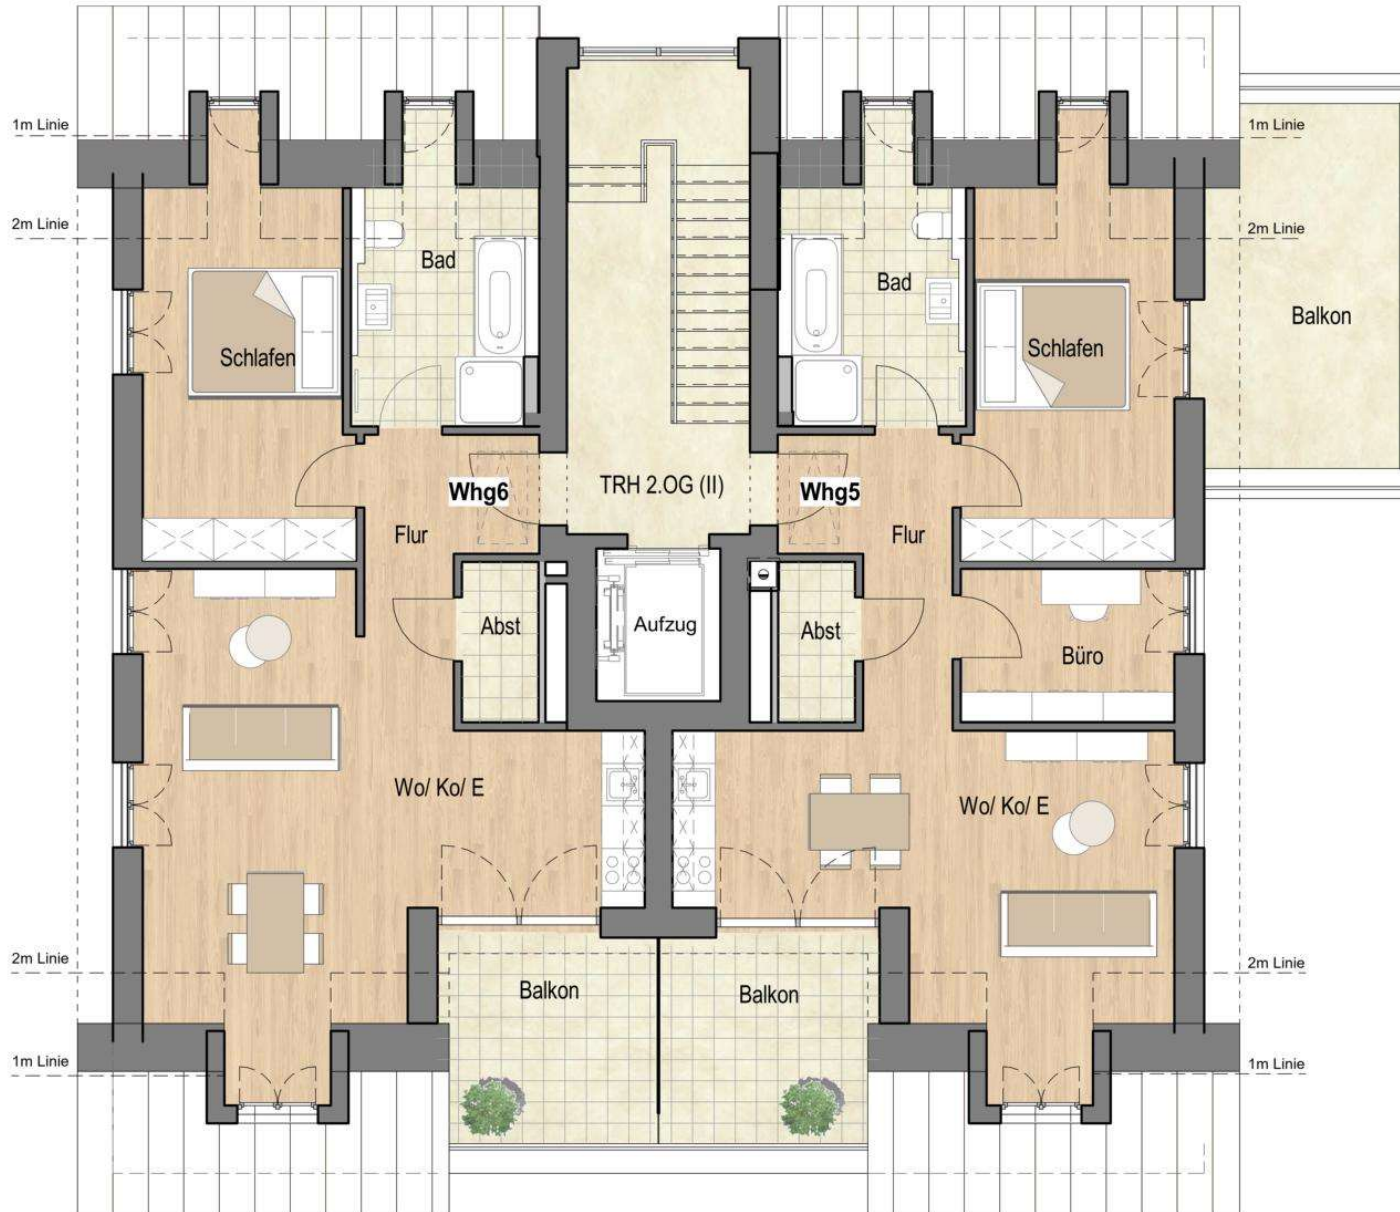 1m Linie
1m Linie
2m Linie
2m Linie
Bad
Bad
Balkon
Schlafen
Schlafen
Whg6
TRH 2.OG (II)
Whg5
Flur
Flur
Abst
Aufzug
Abst
Büro
Wo/ Ko/ E
Wo/ Ko/ E
2m Linie
2m Linie
Balkon
Balkon
1m Linie
1m Linie